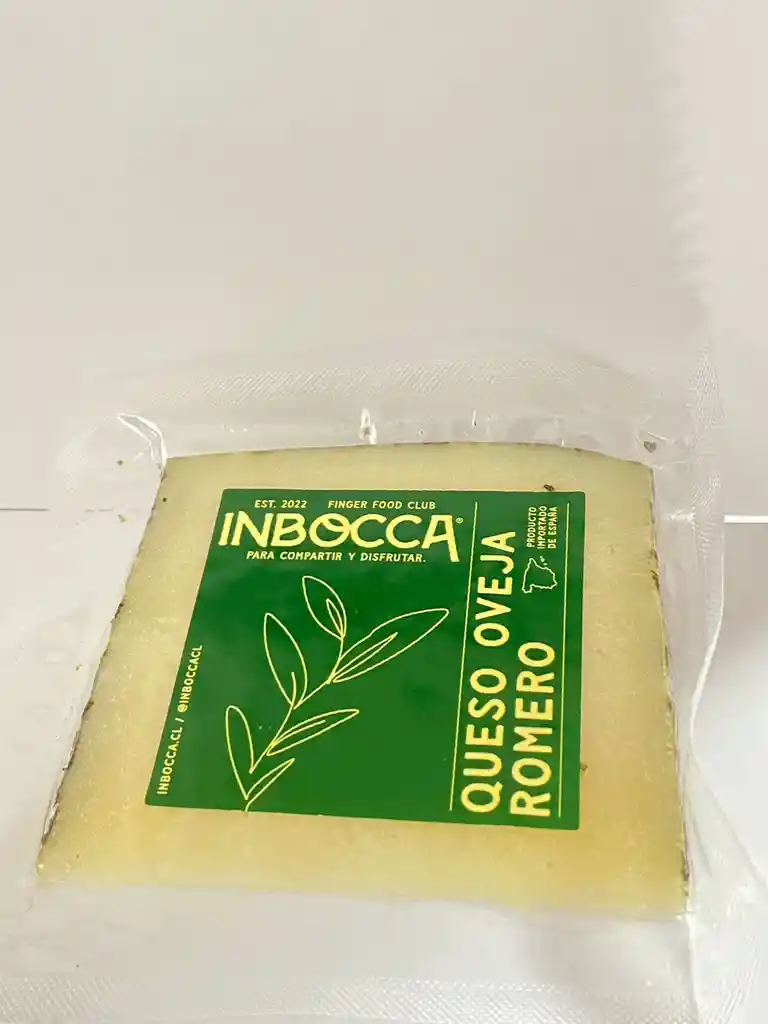 EST. 2022 FINGER FOOD CLUB
INBOCCA®
PARA COMPARTIR Y DISFRUTAR.
INBOCCA.CL / @INBOCCACL
QUESO OVEJA
ROMERO
PRODUCTO
IMPORTADO
DE ESPAÑA